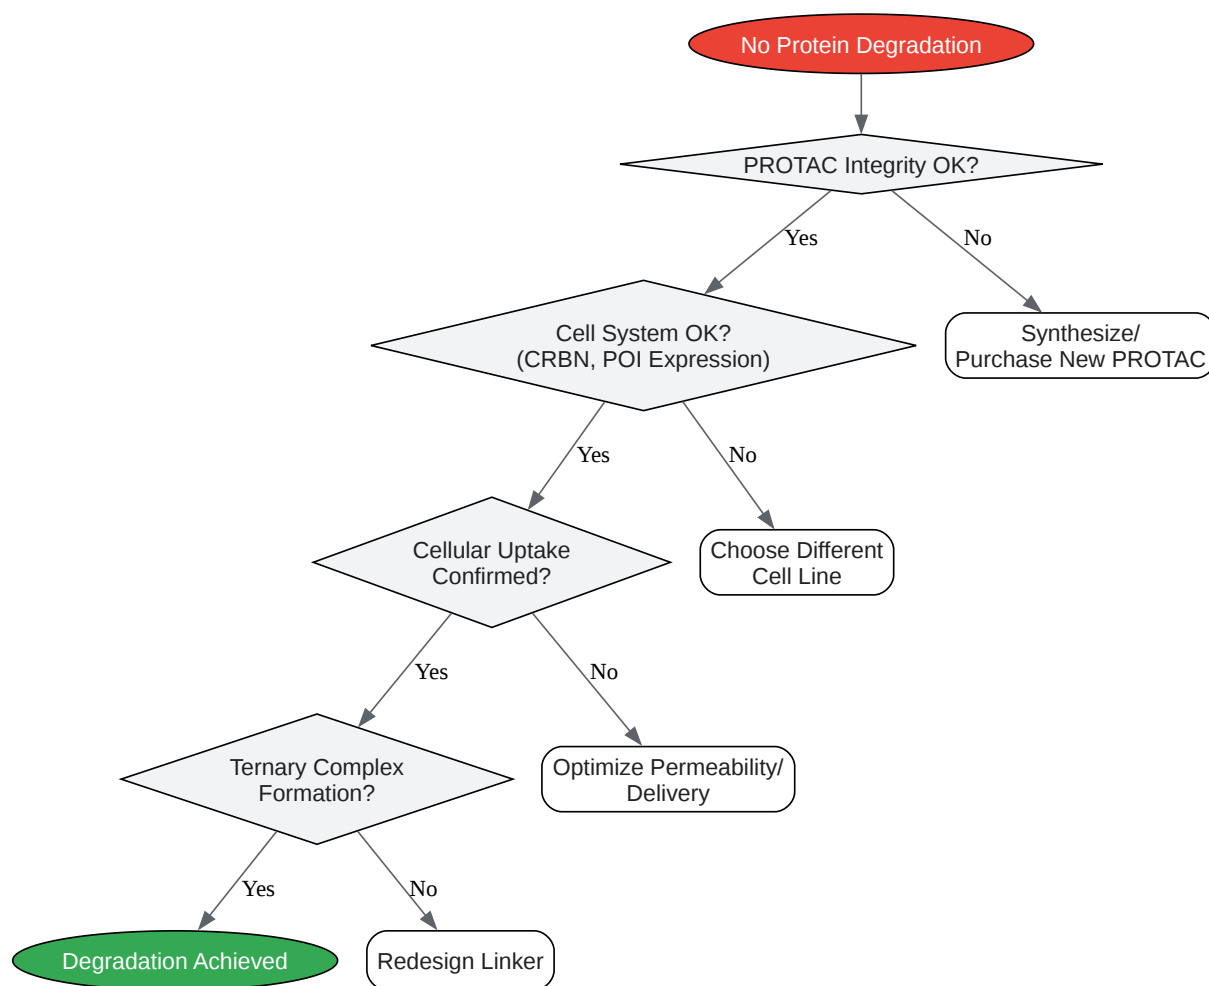 No Protein Degradation
PROTAC Integrity OK?
Yes
No
Cell System OK?
(CRBN, POI Expression)
Synthesize/
Purchase New PROTAC
Yes
No
Cellular Uptake
Confirmed?
Choose Different
Cell Line
Yes
No
Ternary Complex
Formation?
Optimize Permeability/
Delivery
Yes
No
Degradation Achieved
Redesign Linker